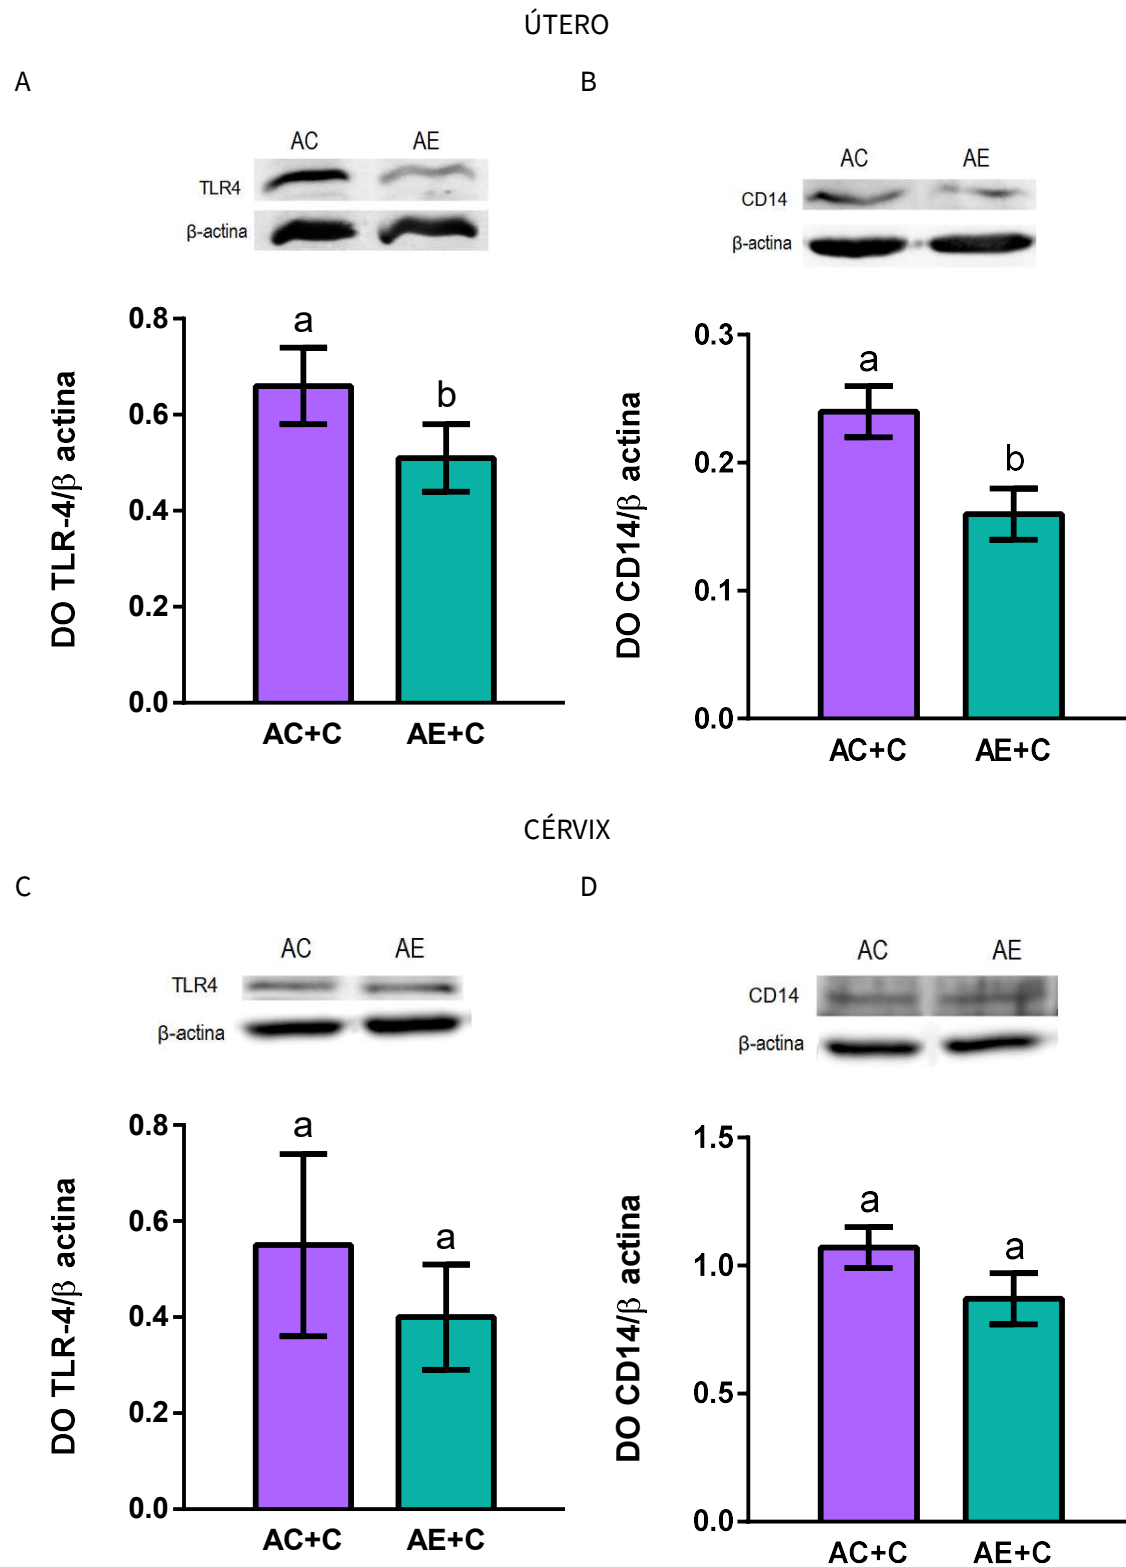 ÚTERO
A
AC AE
TLR4
β-actina
0.8
0.6
0.4
0.2
0.0
DO TLR-4/β actina
a
b
AC+C AE+C
B
AC AE
CD14
β-actina
0.3
0.2
0.1
0.0
DO CD14/β actina
a
b
AC+C AE+C
CÉRVIX
C
AC AE
TLR4
β-actina
0.8
0.6
0.4
0.2
0.0
DO TLR-4/β actina
a
a
AC+C AE+C
D
AC AE
CD14
β-actina
1.5
1.0
0.5
0.0
DO CD14/β actina
a
a
AC+C AE+C